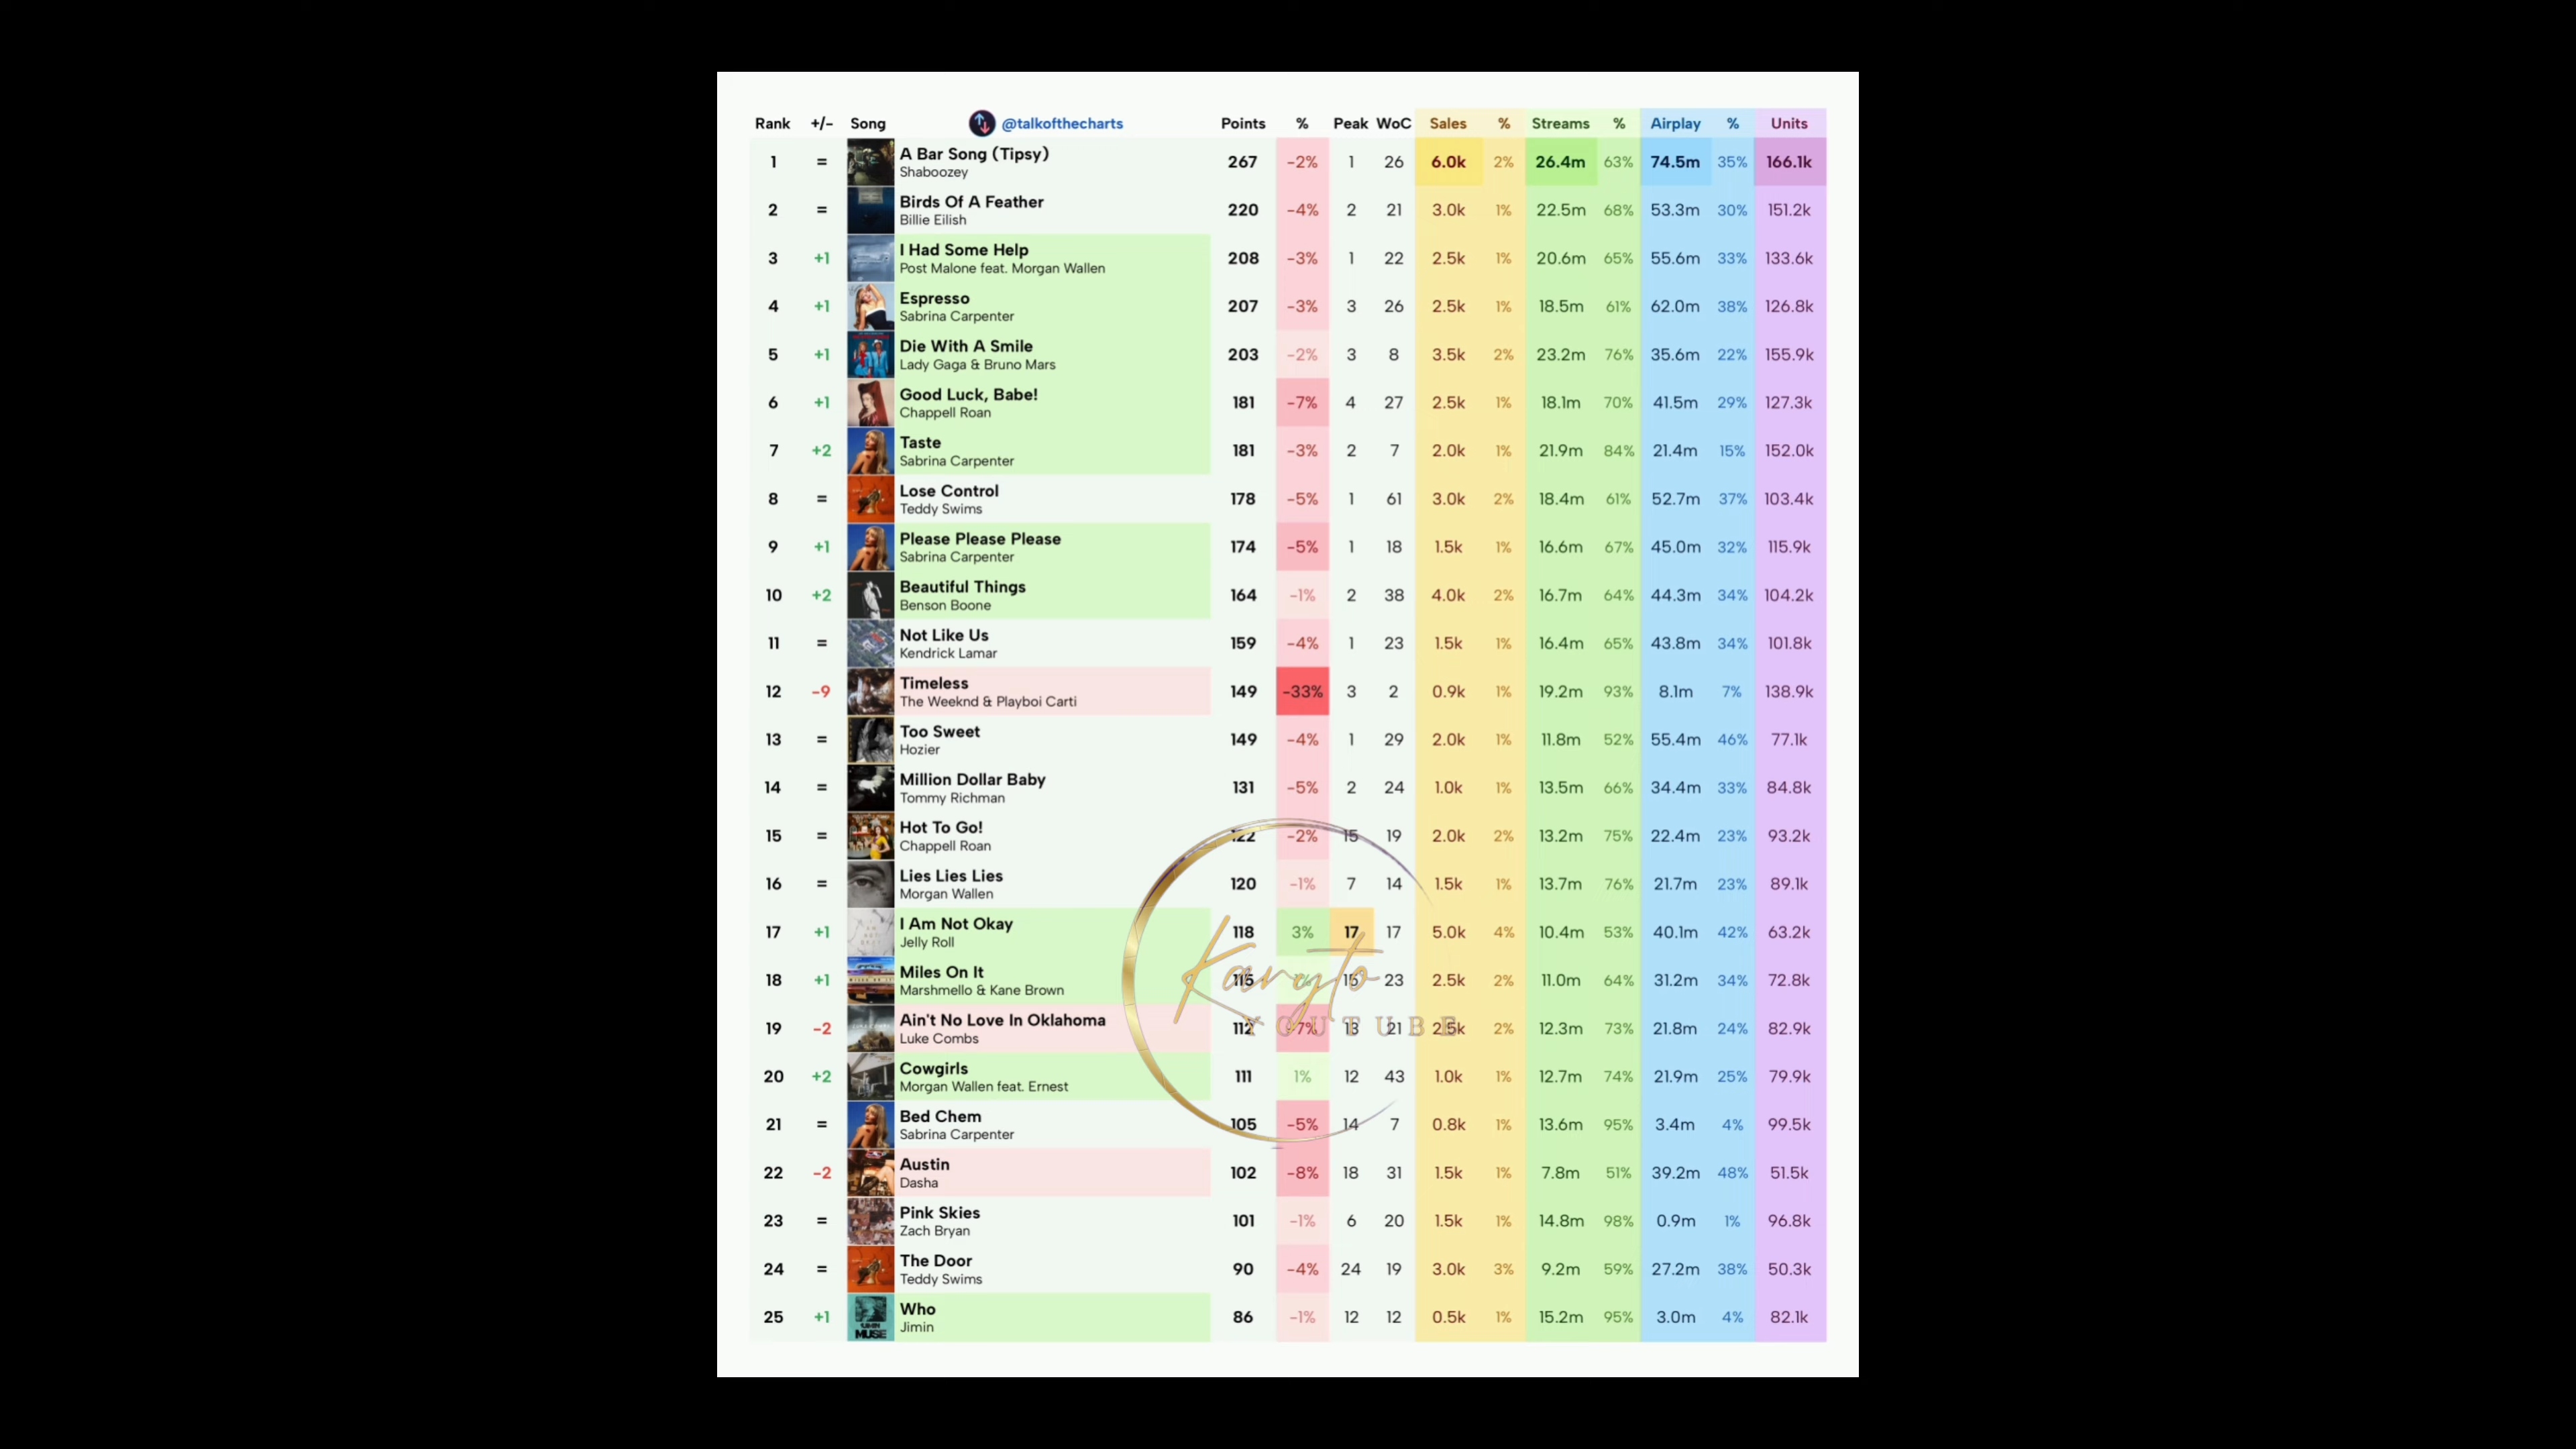 Rank +/- Song @talkofthecharts Points % Peak WoC Sales % Streams % Airplay % Units
1 = A Bar Song (Tipsy) 267 -2% 1 26 6.0k 2% 26.4m 63% 74.5m 35% 166.1k
Shaboozey
2 = Birds Of A Feather 220 -4% 2 21 3.0k 1% 22.5m 68% 53.3m 30% 151.2k
Billie Eilish
3 +1 I Had Some Help 208 -3% 1 22 2.5k 1% 20.6m 65% 55.6m 33% 133.6k
Post Malone feat. Morgan Wallen
4 +1 Espresso 207 -3% 3 26 2.5k 1% 18.5m 61% 62.0m 38% 126.8k
Sabrina Carpenter
5 +1 Die With A Smile 203 -2% 3 8 3.5k 2% 23.2m 76% 35.6m 22% 155.9k
Lady Gaga & Bruno Mars
6 +1 Good Luck, Babe! 181 -7% 4 27 2.5k 1% 18.1m 70% 41.5m 29% 127.3k
Chappell Roan
7 +2 Taste 181 -3% 2 7 2.0k 1% 21.9m 84% 21.4m 15% 152.0k
Sabrina Carpenter
8 = Lose Control 178 -5% 1 61 3.0k 2% 18.4m 61% 52.7m 37% 103.4k
Teddy Swims
9 +1 Please Please Please 174 -5% 1 18 1.5k 1% 16.6m 67% 45.0m 32% 115.9k
Sabrina Carpenter
10 +2 Beautiful Things 164 -1% 2 38 4.0k 2% 16.7m 64% 44.3m 34% 104.2k
Benson Boone
11 = Not Like Us 159 -4% 1 23 1.5k 1% 16.4m 65% 43.8m 34% 101.8k
Kendrick Lamar
12 -9 Timeless 149 -33% 3 2 0.9k 1% 19.2m 93% 8.1m 7% 138.9k
The Weeknd & Playboi Carti
13 = Too Sweet 149 -4% 1 29 2.0k 1% 11.8m 52% 55.4m 46% 77.1k
Hozier
14 = Million Dollar Baby 131 -5% 2 24 1.0k 1% 13.5m 66% 34.4m 33% 84.8k
Tommy Richman
15 = Hot To Go! 122 -2% 15 19 2.0k 2% 13.2m 75% 22.4m 23% 93.2k
Chappell Roan
16 = Lies Lies Lies 120 -1% 7 14 1.5k 1% 13.7m 76% 21.7m 23% 89.1k
Morgan Wallen
17 +1 I Am Not Okay 118 3% 17 17 5.0k 4% 10.4m 53% 40.1m 42% 63.2k
Jelly Roll
18 +1 Miles On It 115 15 23 2.5k 2% 11.0m 64% 31.2m 34% 72.8k
Marshmello & Kane Brown
Karyto
19 -2 Ain't No Love In Oklahoma 112 -7% 13 21 2.5k 2% 12.3m 73% 21.8m 24% 82.9k
Luke Combs
YOUTUBE
20 +2 Cowgirls 111 1% 12 43 1.0k 1% 12.7m 74% 21.9m 25% 79.9k
Morgan Wallen feat. Ernest
21 = Bed Chem 105 -5% 14 7 0.8k 1% 13.6m 95% 3.4m 4% 99.5k
Sabrina Carpenter
22 -2 Austin 102 -8% 18 31 1.5k 1% 7.8m 51% 39.2m 48% 51.5k
Dasha
23 = Pink Skies 101 -1% 6 20 1.5k 1% 14.8m 98% 0.9m 1% 96.8k
Zach Bryan
24 = The Door 90 -4% 24 19 3.0k 3% 9.2m 59% 27.2m 38% 50.3k
Teddy Swims
25 +1 Who 86 -1% 12 12 0.5k 1% 15.2m 95% 3.0m 4% 82.1k
Jimin
MUSE